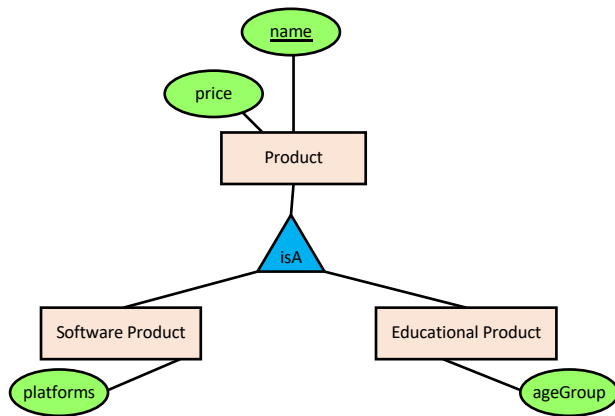 name
price
Product
isA
Software Product
Educational Product
platforms
ageGroup